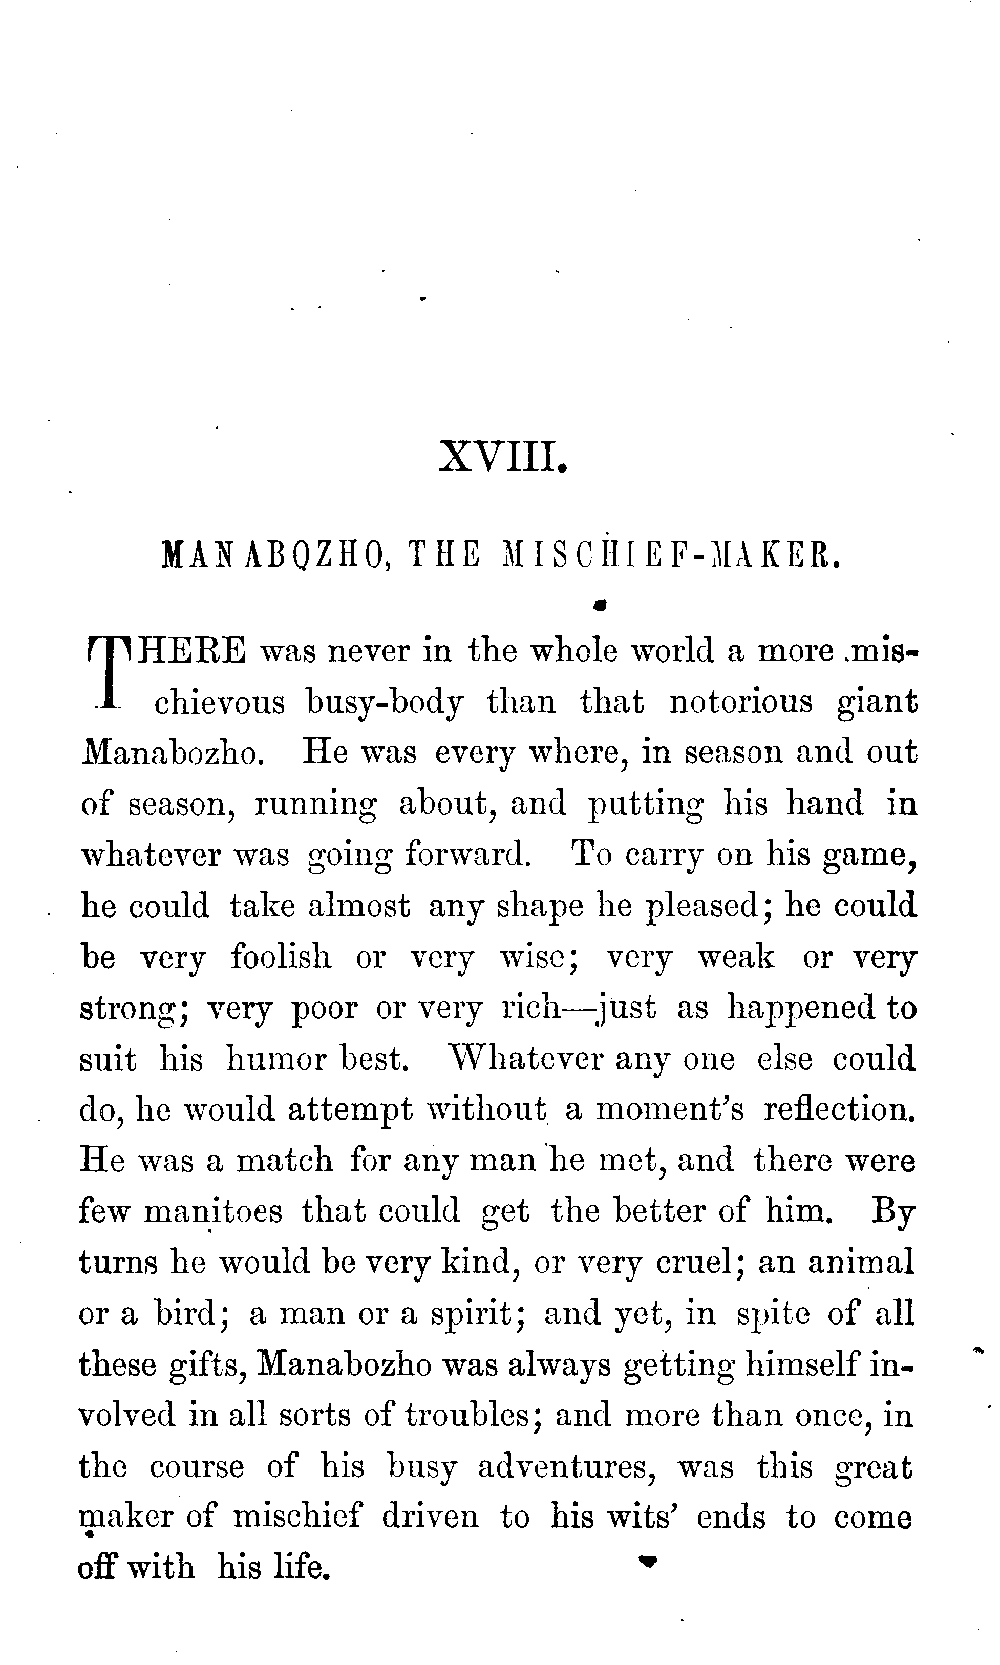 XVIII.
MANABOZHO, THE MISCHIEF-MAKER.
THERE was never in the whole world a more mis-
chievous busy-body than that notorious giant
Manabozho. He was every where, in season and out
of season, running about, and putting his hand in
whatever was going forward. To carry on his game,
he could take almost any shape he pleased; he could
be very foolish or very wise; very weak or very
strong; very poor or very rich—just as happened to
suit his humor best. Whatever any one else could
do, he would attempt without a moment's reflection.
He was a match for any man he met, and there were
few manitoes that could get the better of him. By
turns he would be very kind, or very cruel; an animal
or a bird; a man or a spirit; and yet, in spite of all
these gifts, Manabozho was always getting himself in-
volved in all sorts of troubles; and more than once, in
the course of his busy adventures, was this great
maker of mischief driven to his wits' ends to come
off with his life.